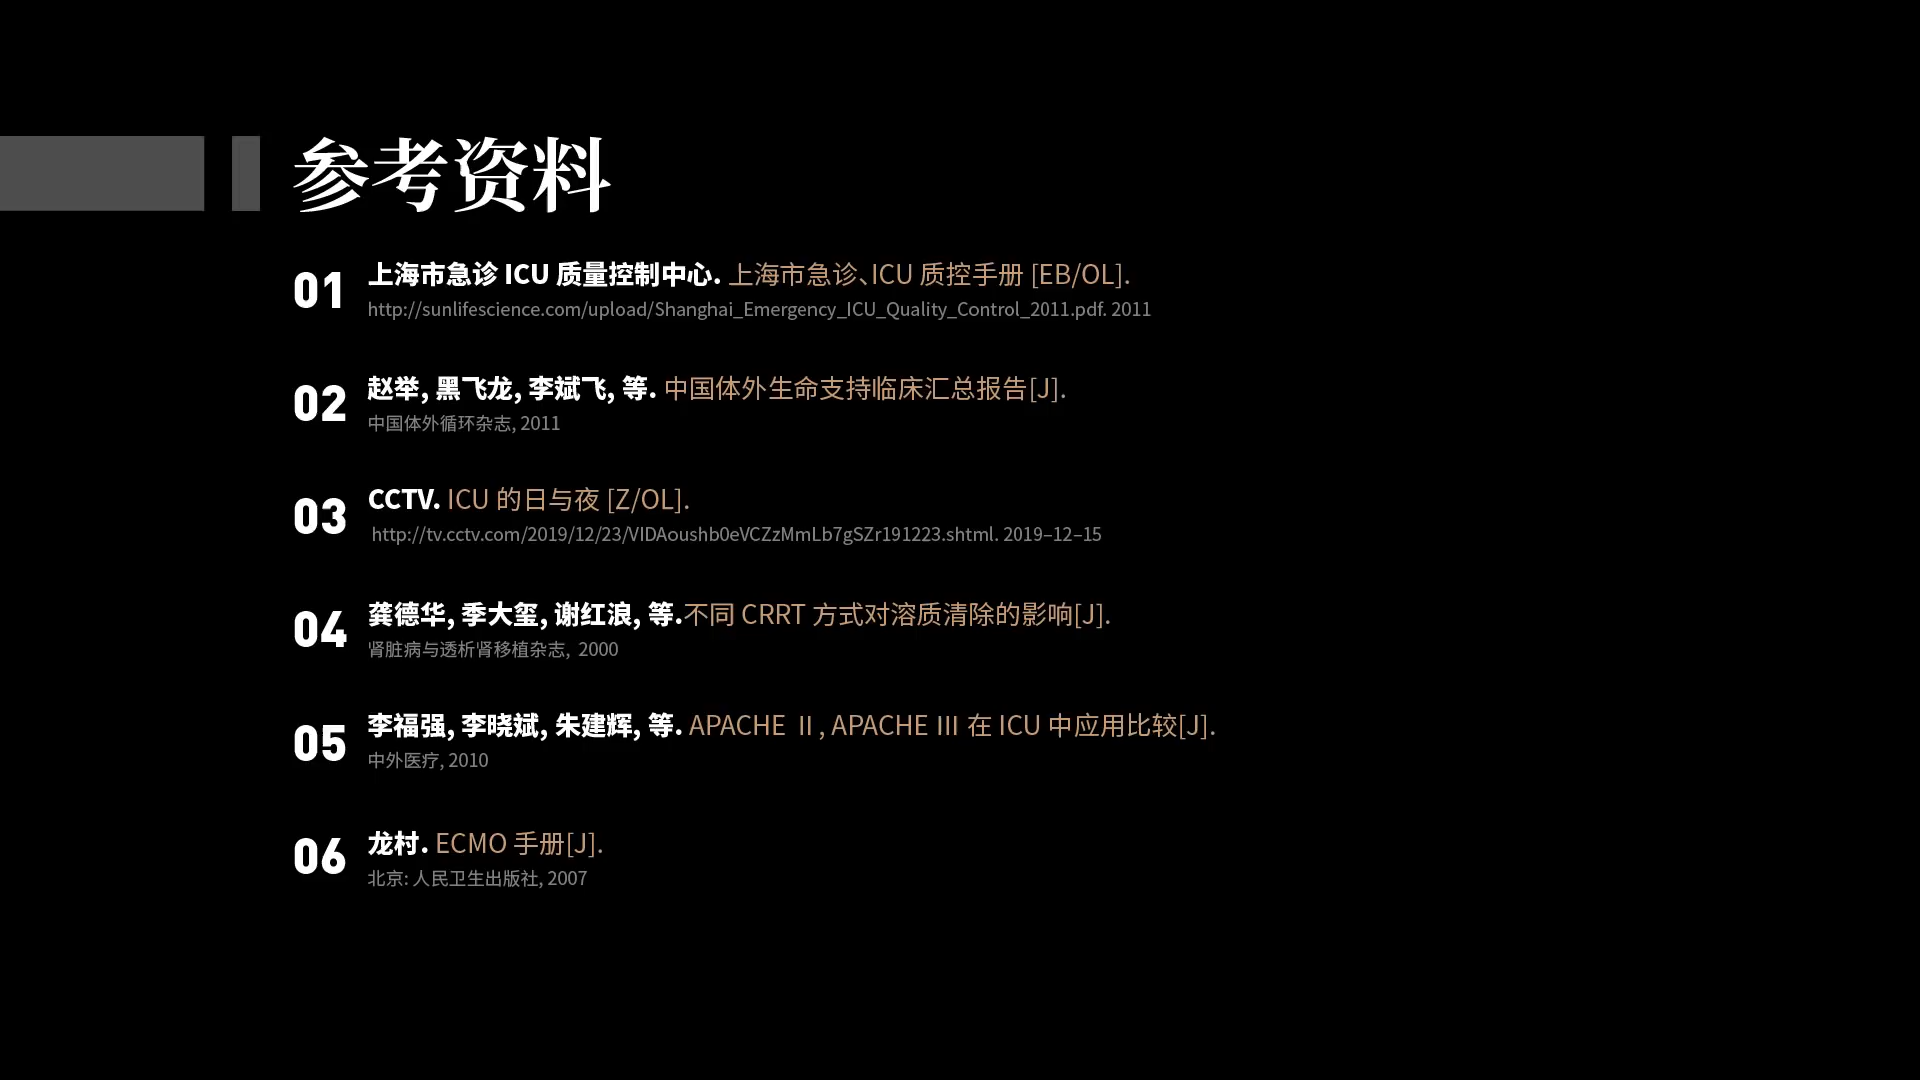 参考资料
01
上海市急诊 ICU 质量控制中心. 上海市急诊、ICU 质控手册 [EB/OL].
http://sunlifescience.com/upload/Shanghai_Emergency_ICU_Quality_Control_2011.pdf. 2011
02
赵举, 黑飞龙, 李斌飞, 等. 中国体外生命支持临床汇总报告[J].
中国体外循环杂志, 2011
03
CCTV. ICU 的日与夜 [Z/OL].
http://tv.cctv.com/2019/12/23/VIDAoushb0eVCZzMmLb7gSZr191223.shtml. 2019-12-15
04
龚德华, 季大玺, 谢红浪, 等.不同 CRRT 方式对溶质清除的影响[J].
肾脏病与透析肾移植杂志, 2000
05
李福强, 李晓斌, 朱建辉, 等. APACHE Ⅱ, APACHE III 在 ICU 中应用比较[J].
中外医疗, 2010
06
龙村. ECMO 手册[J].
北京: 人民卫生出版社, 2007